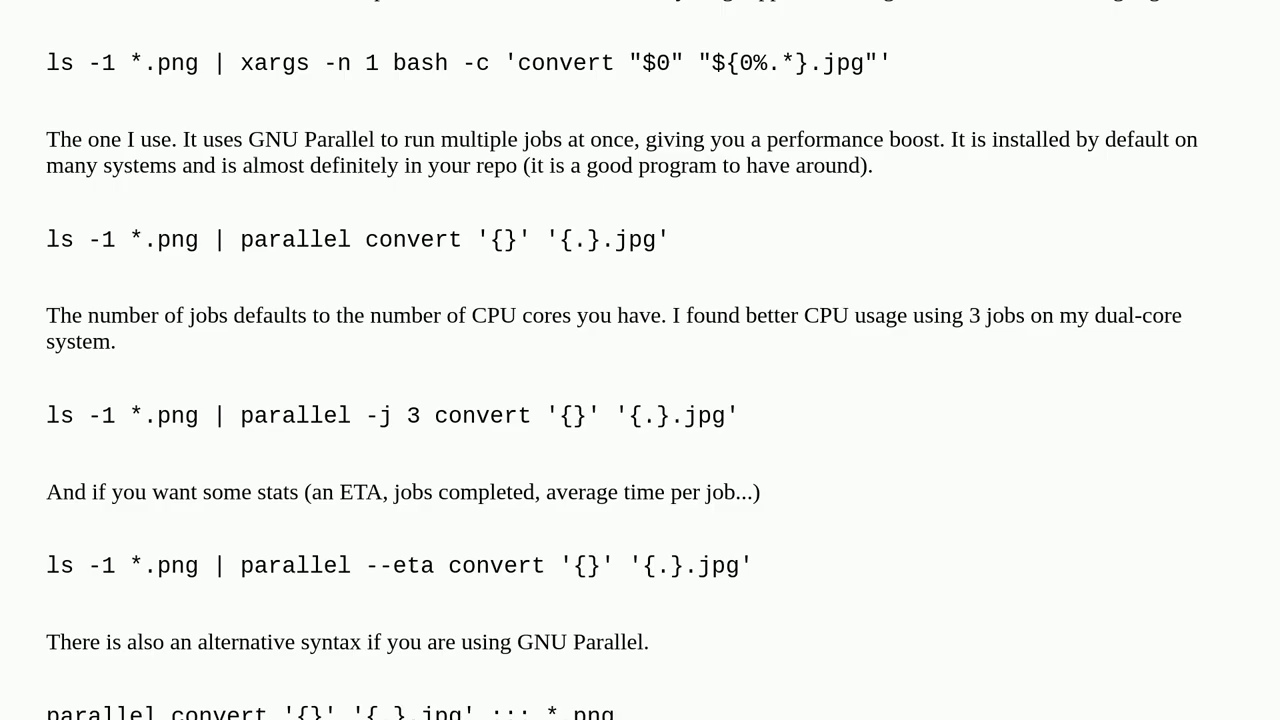 ls -1 *.png | xargs -n 1 bash -c 'convert "$0" "${0%.*}.jpg"'
The one I use. It uses GNU Parallel to run multiple jobs at once, giving you a performance boost. It is installed by default on
many systems and is almost definitely in your repo (it is a good program to have around).
ls -1 *.png | parallel convert '{}' '{.}.jpg'
The number of jobs defaults to the number of CPU cores you have. I found better CPU usage using 3 jobs on my dual-core
system.
ls -1 *.png | parallel -j 3 convert '{}' '{.}.jpg'
And if you want some stats (an ETA, jobs completed, average time per job...)
ls -1 *.png | parallel --eta convert '{}' '{.}.jpg'
There is also an alternative syntax if you are using GNU Parallel.
parallel convert '{}' '{.}.jpg' ::: *.png